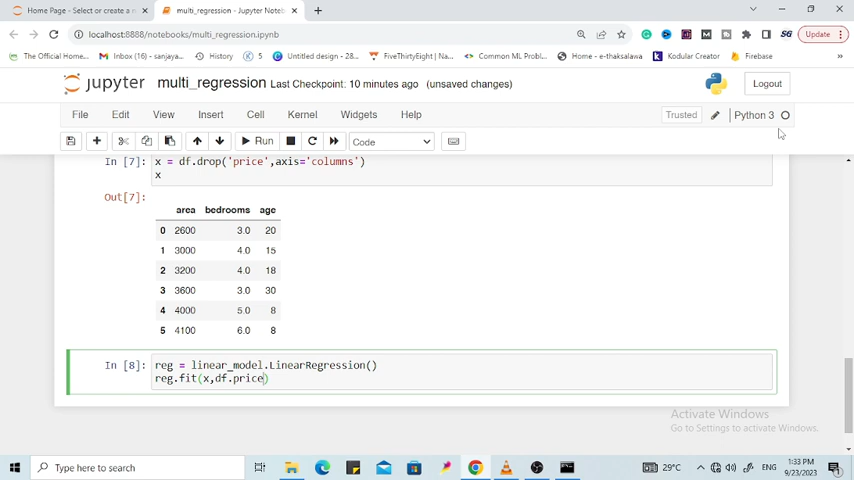 Home Page - Select or create a n
multi_regression - Jupyter Noteb
localhost:8888/notebooks/multi_regression.ipynb
Update
The Official Home...
Inbox (16) - sanjaya...
History
5
Untitled design - 28...
FiveThirtyEight | Na...
Common ML Proble...
Home - e-thaksalawa
Kodular Creator
Firebase
jupyter multi_regression Last Checkpoint: 10 minutes ago (unsaved changes)
Logout
File Edit View Insert Cell Kernel Widgets Help
Trusted
Python 3
Run
Code
In [7]: x = df.drop('price',axis='columns')
x
Out[7]:
area bedrooms age
0 2600 3.0 20
1 3000 4.0 15
2 3200 4.0 18
3 3600 3.0 30
4 4000 5.0 8
5 4100 6.0 8
In [8]: reg = linear_model.LinearRegression()
reg.fit(x,df.price)
Activate Windows
Go to Settings to activate Windows.
Type here to search
29°C
ENG
1:33 PM
9/23/2023